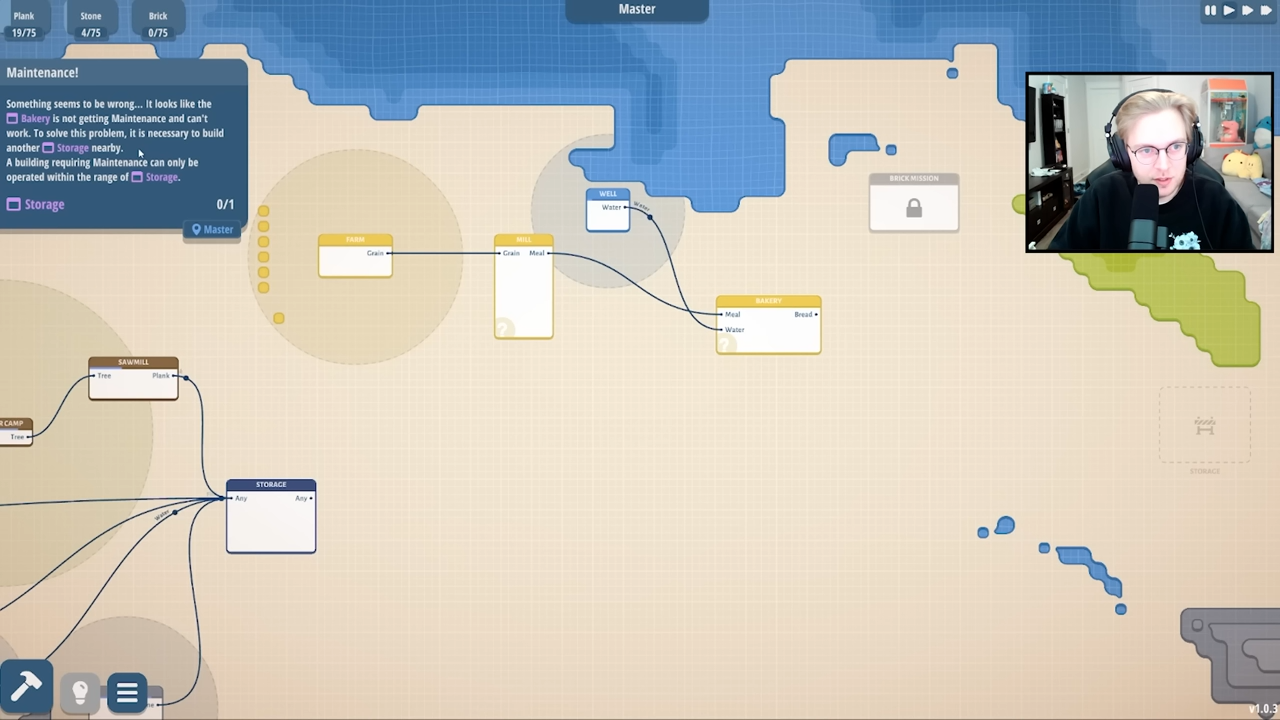 Plank
19/75
Stone
4/75
Brick
0/75
Master
Maintenance!
Something seems to be wrong... It looks like the
Bakery is not getting Maintenance and can't
work. To solve this problem, it is necessary to build
another Storage nearby.
A building requiring Maintenance can only be
operated within the range of Storage.
Storage 0/1
Master
WELL
Water
Water
BRICK MISSION
FARM
Grain
MILL
Grain Meal
BAKERY
Meal Bread
Water
SAWMILL
Tree Plank
R CAMP
Tree
STORAGE
Any Any
Water
STORAGE
v1.0.3